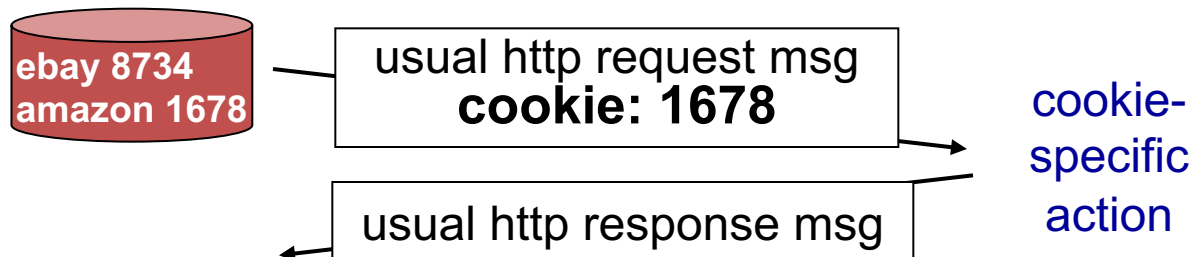 ebay 8734
amazon 1678
usual http request msg
cookie: 1678
cookie-
specific
action
usual http response msg